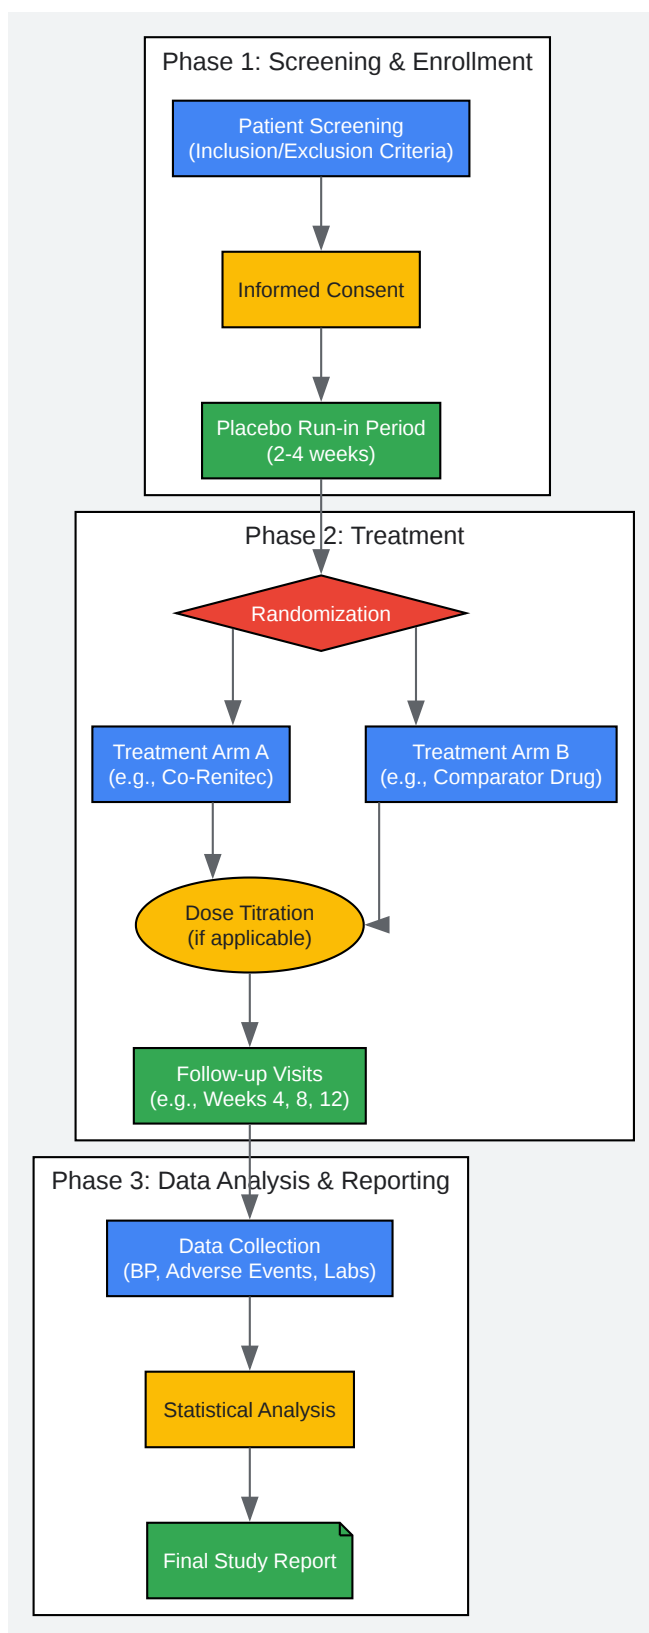 Phase 1: Screening & Enrollment
Patient Screening
(Inclusion/Exclusion Criteria)
Informed Consent
Placebo Run-in Period
(2-4 weeks)
Phase 2: Treatment
Randomization
Treatment Arm A
(e.g., Co-Renitec)
Treatment Arm B
(e.g., Comparator Drug)
Dose Titration
(if applicable)
Follow-up Visits
(e.g., Weeks 4, 8, 12)
Phase 3: Data Analysis & Reporting
Data Collection
(BP, Adverse Events, Labs)
Statistical Analysis
Final Study Report